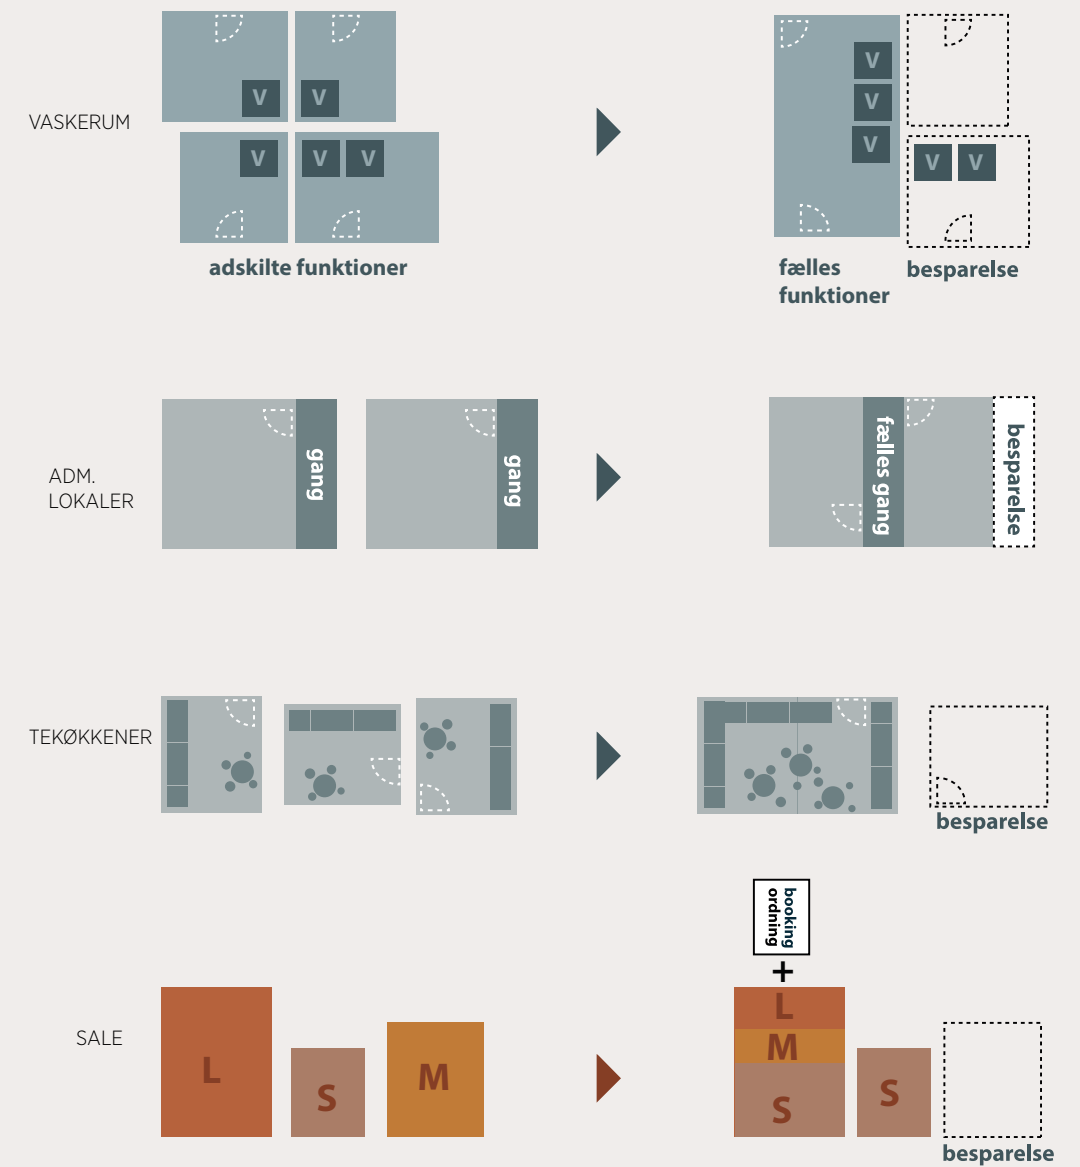 VASKERUM
V
V
V
V V
adskilte funktioner
V
V
V
V V
fælles
funktioner
besparelse
ADM.
LOKALER
gang
gang
fælles gang
besparelse
TEKØKKENER
besparelse
SALE
L
S
M
booking
ordning
+
L
M
S
S
besparelse